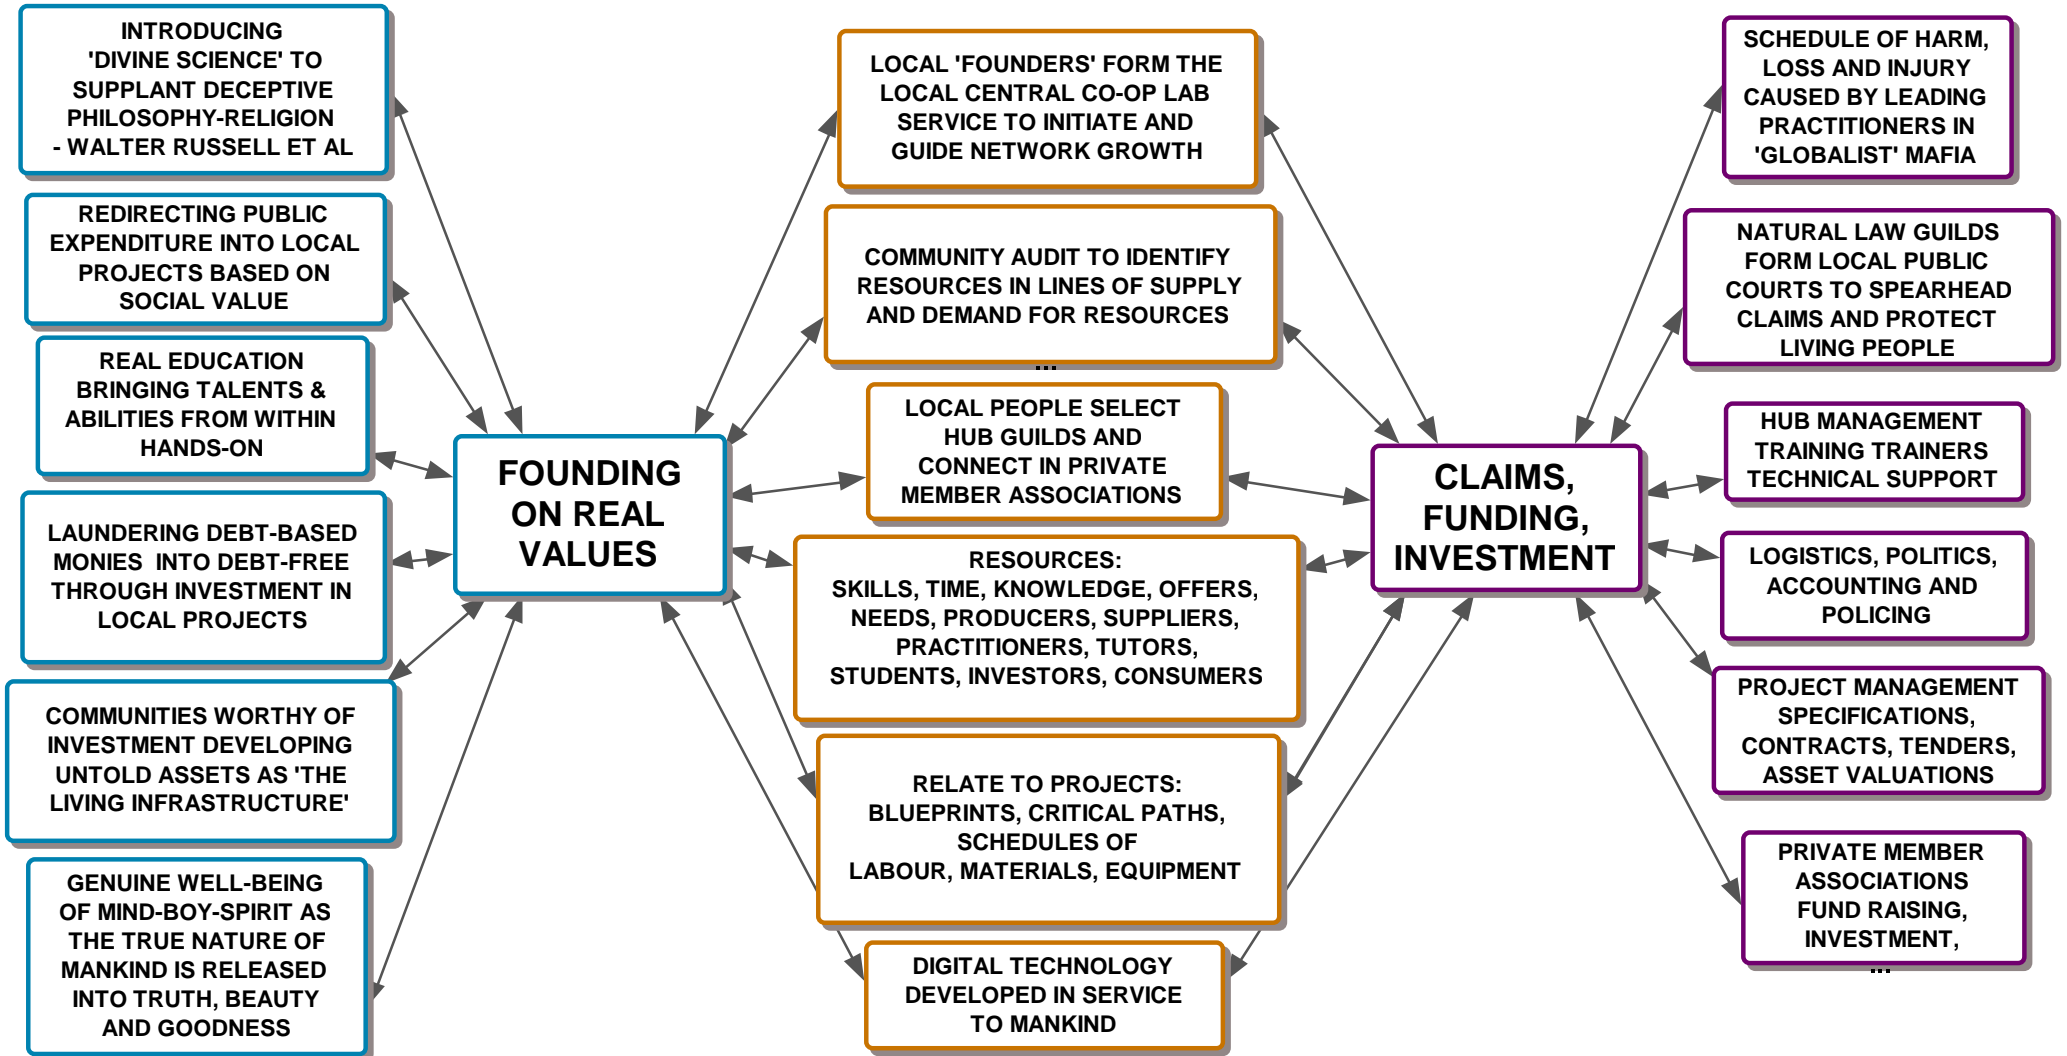 INTRODUCING
'DIVINE SCIENCE' TO
SUPPLANT DECEPTIVE
PHILOSOPHY-RELIGION
- WALTER RUSSELL ET AL
REDIRECTING PUBLIC
EXPENDITURE INTO LOCAL
PROJECTS BASED ON
SOCIAL VALUE
REAL EDUCATION
BRINGING TALENTS &
ABILITIES FROM WITHIN
HANDS-ON
LAUNDERING DEBT-BASED
MONIES  INTO DEBT-FREE
THROUGH INVESTMENT IN
LOCAL PROJECTS
COMMUNITIES WORTHY OF
INVESTMENT DEVELOPING
UNTOLD ASSETS AS 'THE
LIVING INFRASTRUCTURE'
GENUINE WELL-BEING
OF MIND-BOY-SPIRIT AS
THE TRUE NATURE OF
MANKIND IS RELEASED
INTO TRUTH, BEAUTY
AND GOODNESS
FOUNDING
ON REAL
VALUES
LOCAL 'FOUNDERS' FORM THE
LOCAL CENTRAL CO-OP LAB
SERVICE TO INITIATE AND
GUIDE NETWORK GROWTH
COMMUNITY AUDIT TO IDENTIFY
RESOURCES IN LINES OF SUPPLY
AND DEMAND FOR RESOURCES
...
LOCAL PEOPLE SELECT
HUB GUILDS AND
CONNECT IN PRIVATE
MEMBER ASSOCIATIONS
RESOURCES:
SKILLS, TIME, KNOWLEDGE, OFFERS,
NEEDS, PRODUCERS, SUPPLIERS,
PRACTITIONERS, TUTORS,
STUDENTS, INVESTORS, CONSUMERS
RELATE TO PROJECTS:
BLUEPRINTS, CRITICAL PATHS,
SCHEDULES OF
LABOUR, MATERIALS, EQUIPMENT
DIGITAL TECHNOLOGY
DEVELOPED IN SERVICE
TO MANKIND
CLAIMS,
FUNDING,
INVESTMENT
SCHEDULE OF HARM,
LOSS AND INJURY
CAUSED BY LEADING
PRACTITIONERS IN
'GLOBALIST' MAFIA
NATURAL LAW GUILDS
FORM LOCAL PUBLIC
COURTS TO SPEARHEAD
CLAIMS AND PROTECT
LIVING PEOPLE
HUB MANAGEMENT
TRAINING TRAINERS
TECHNICAL SUPPORT
LOGISTICS, POLITICS,
ACCOUNTING AND
POLICING
PROJECT MANAGEMENT
SPECIFICATIONS,
CONTRACTS, TENDERS,
ASSET VALUATIONS
PRIVATE MEMBER
ASSOCIATIONS
FUND RAISING,
INVESTMENT,
...